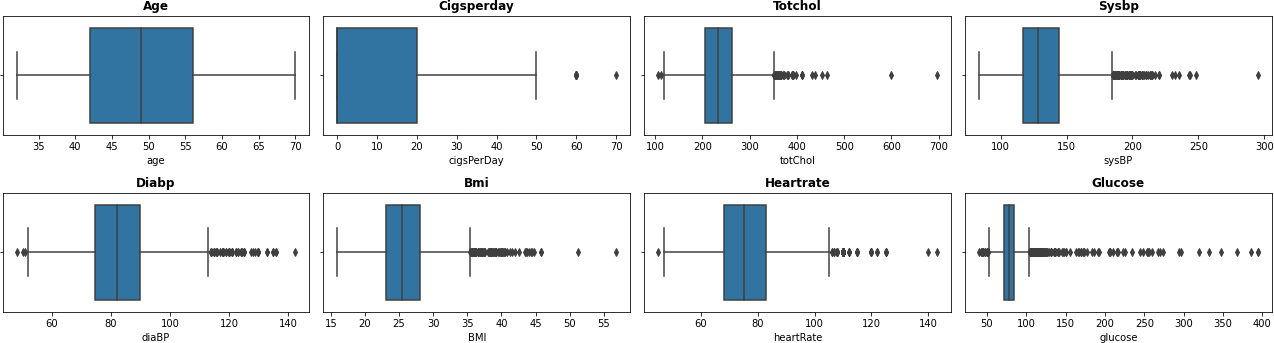 Age
Cigsperday
Totchol
Sysbp
35 40 45 50 55 60 65 70
0 10 20 30 40 50 60 70
100 200 300 400 500 600 700
100 150 200 250 300
age
cigsPerDay
totChol
sysBP
Diabp
Bmi
Heartrate
Glucose
60 80 100 120 140
15 20 25 30 35 40 45 50 55
60 80 100 120 140
50 100 150 200 250 300 350 400
diaBP
BMI
heartRate
glucose